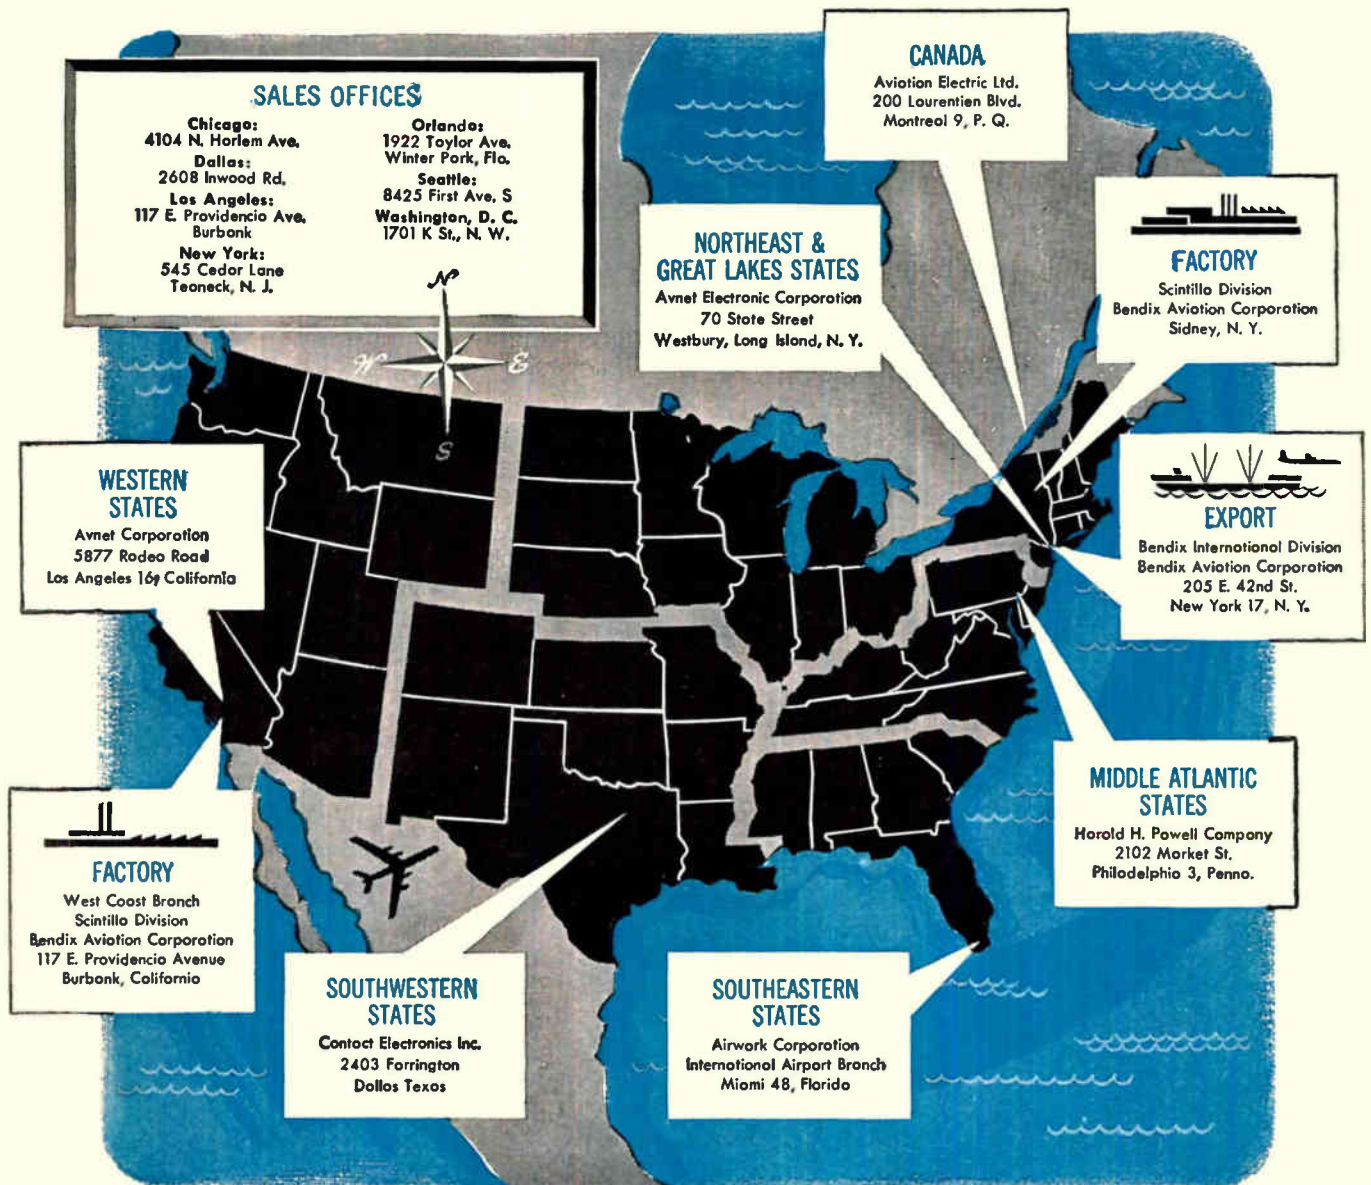 SALES OFFICES
Chicago:
4104 N. Harlem Ave.
Dallas:
2608 Inwood Rd.
Los Angeles:
117 E. Providencia Ave.
Burbank
New York:
545 Cedar Lane
Teaneck, N. J.
Orlando:
1922 Taylor Ave.
Winter Park, Fla.
Seattle:
8425 First Ave. S
Washington, D. C.
1701 K St., N. W.
CANADA
Aviation Electric Ltd.
200 Laurentien Blvd.
Montreal 9, P. Q.
NORTHEAST &
GREAT LAKES STATES
Avnet Electronic Corporation
70 State Street
Westbury, Long Island, N. Y.
FACTORY
Scintilla Division
Bendix Aviation Corporation
Sidney, N. Y.
N
W
E
S
WESTERN
STATES
Avnet Corporation
5877 Rodeo Road
Los Angeles 16, California
EXPORT
Bendix International Division
Bendix Aviation Corporation
205 E. 42nd St.
New York 17, N. Y.
MIDDLE ATLANTIC
STATES
Harold H. Powell Company
2102 Market St.
Philadelphia 3, Penna.
FACTORY
West Coast Branch
Scintilla Division
Bendix Aviation Corporation
117 E. Providencia Avenue
Burbank, California
SOUTHWESTERN
STATES
Contact Electronics Inc.
2403 Farrington
Dallas Texas
SOUTHEASTERN
STATES
Airwork Corporation
International Airport Branch
Miami 48, Florida